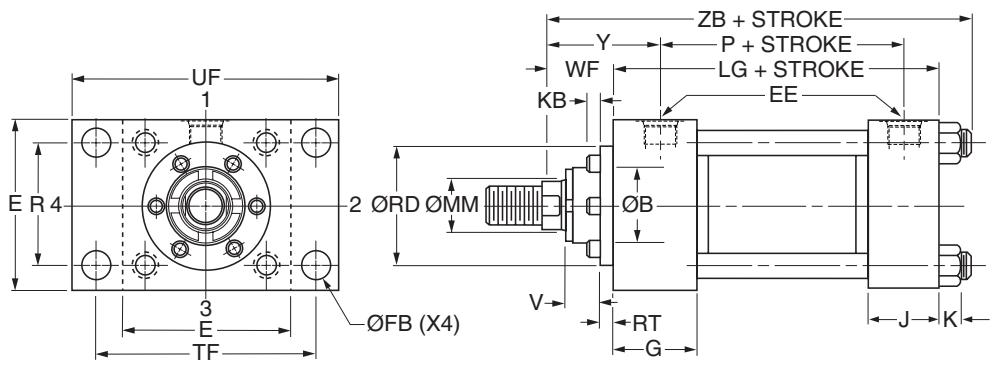 ZB + STROKE
Y
P + STROKE
UF
WF
LG + STROKE
1
KB
EE
E
R
4
2
ØRD
ØMM
ØB
3
V
ØFB (X4)
RT
J
K
E
G
TF